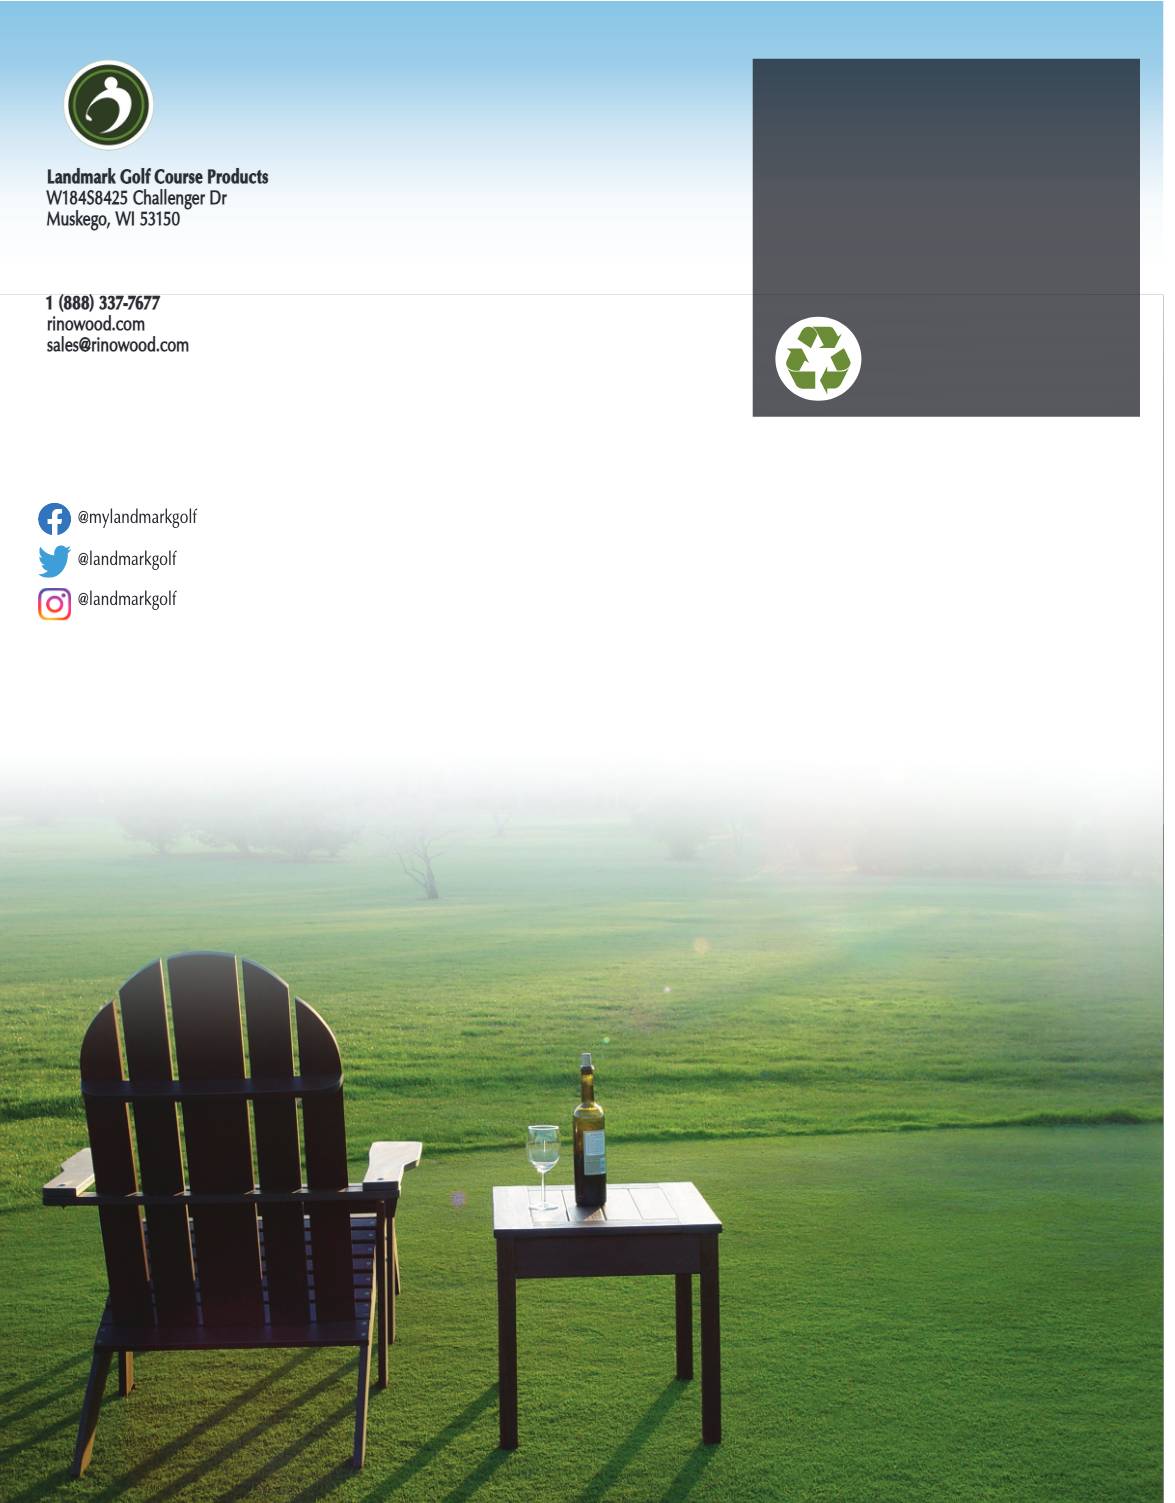 Landmark Golf Course Products
W184S8425 Challenger Dr
Muskego, WI 53150
1 (888) 337-7677
rinowood.com
sales@rinowood.com
@mylandmarkgolf
@landmarkgolf
@landmarkgolf